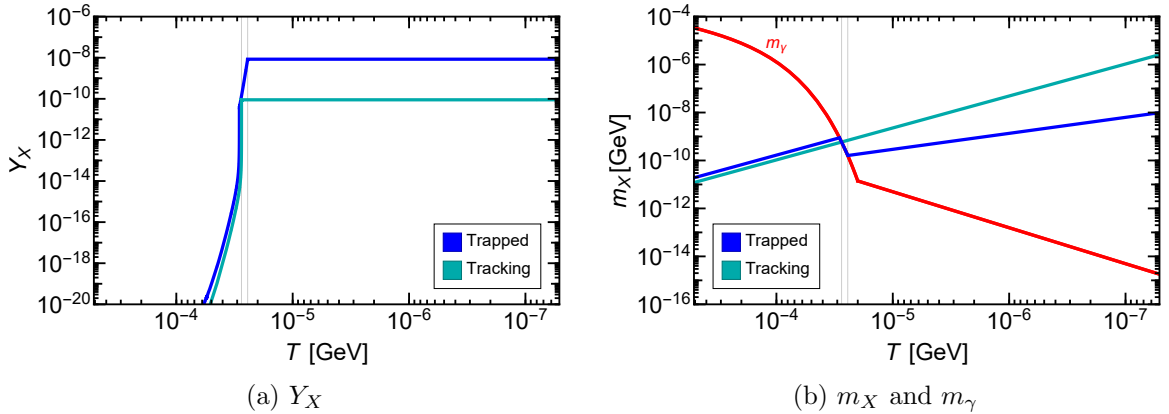 10⁻⁶
10⁻⁸
10⁻¹⁰
10⁻¹²
10⁻¹⁴
10⁻¹⁶
10⁻¹⁸
10⁻²⁰
Y_X
Trapped
Tracking
10⁻⁴ 10⁻⁵ 10⁻⁶ 10⁻⁷
T [GeV]
(a) Y_X
10⁻⁴
10⁻⁶
10⁻⁸
10⁻¹⁰
10⁻¹²
10⁻¹⁴
10⁻¹⁶
m_X[GeV]
m_γ
Trapped
Tracking
10⁻⁴ 10⁻⁵ 10⁻⁶ 10⁻⁷
T [GeV]
(b) m_X and m_γ